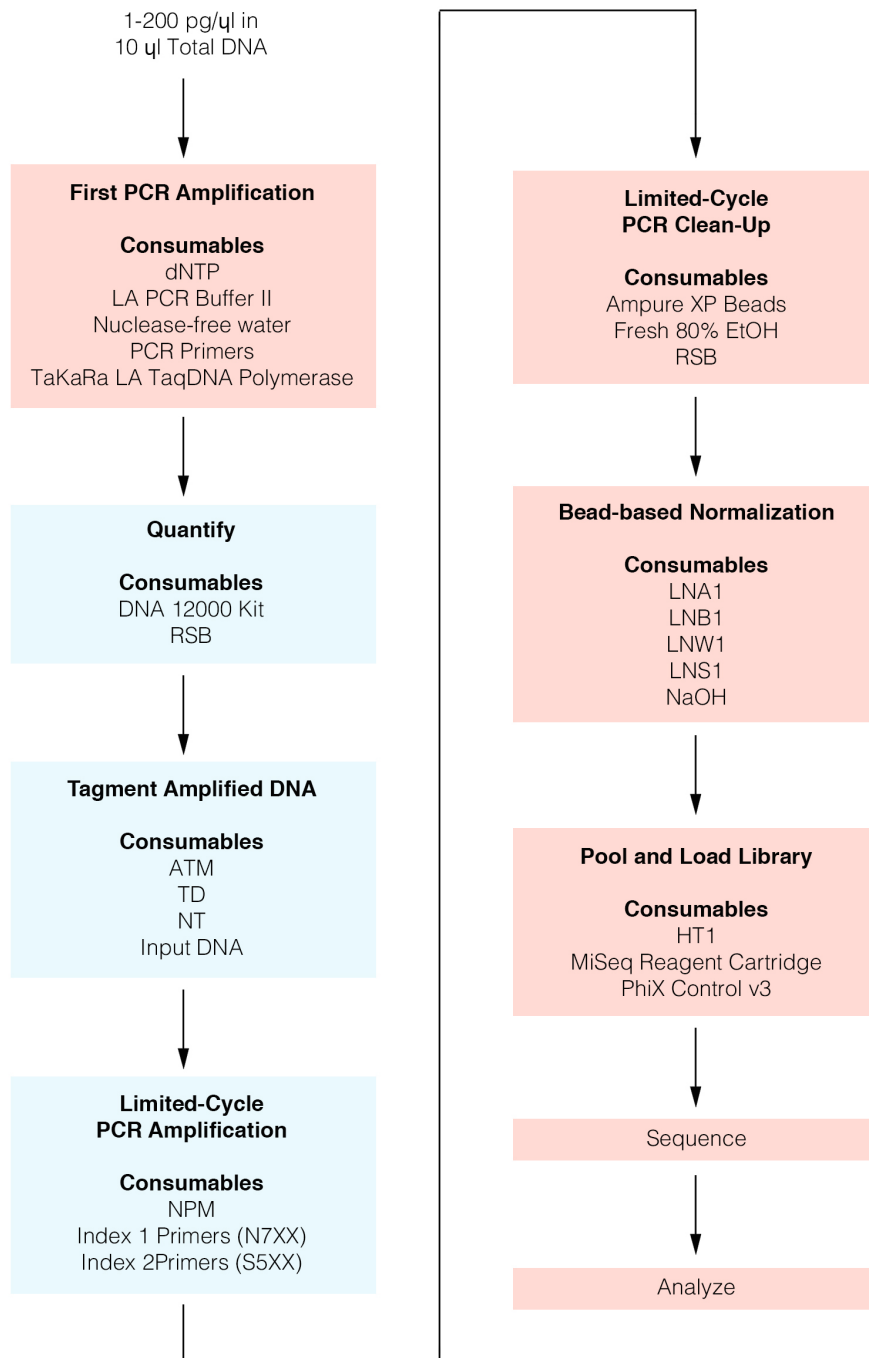 1-200 pg/ɥl in
10 ɥl Total DNA
First PCR Amplification
Consumables
dNTP
LA PCR Buffer II
Nuclease-free water
PCR Primers
TaKaRa LA TaqDNA Polymerase
Quantify
Consumables
DNA 12000 Kit
RSB
Tagment Amplified DNA
Consumables
ATM
TD
NT
Input DNA
Limited-Cycle
PCR Amplification
Consumables
NPM
Index 1 Primers (N7XX)
Index 2Primers (S5XX)
Limited-Cycle
PCR Clean-Up
Consumables
Ampure XP Beads
Fresh 80% EtOH
RSB
Bead-based Normalization
Consumables
LNA1
LNB1
LNW1
LNS1
NaOH
Pool and Load Library
Consumables
HT1
MiSeq Reagent Cartridge
PhiX Control v3
Sequence
Analyze